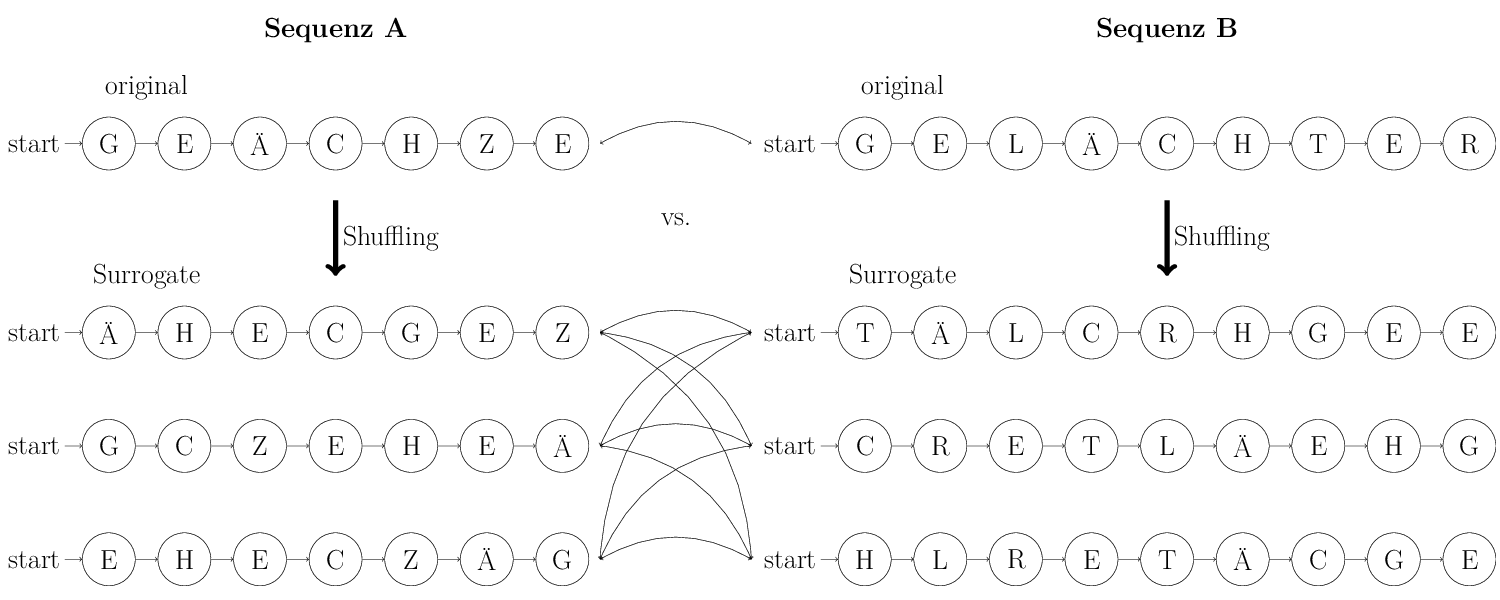 Sequenz A Sequenz B
original original
start G E Ä C H Z E start G E L Ä C H T E R
vs.
Shuffling Shuffling
Surrogate Surrogate
start Ä H E C G E Z start T Ä L C R H G E E
start G C Z E H E Ä start C R E T L Ä E H G
start E H E C Z Ä G start H L R E T Ä C G E